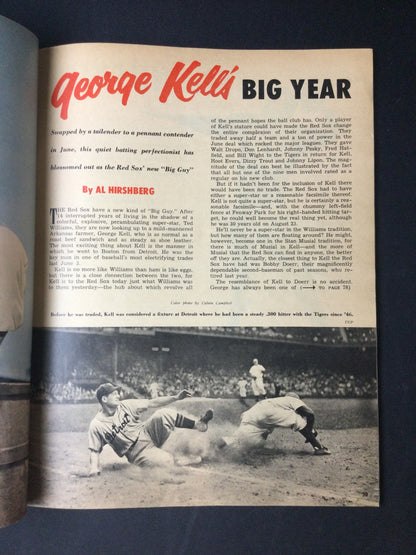 George Kell's BIG YEAR
Swapped by a tailender to a pennant contender
in June, this quiet batting perfectionist has
blossomed out as the Red Sox' new "Big Guy"
By AL HIRSHBERG
THE Red Sox have a new kind of "Big Guy." After
14 interrupted years of living in the shadow of a
colorful, explosive, perambulating super-star, Ted
Williams, they are now looking up to a mild-mannered
Arkansas farmer, George Kell, who is as normal as a
roast beef sandwich and as steady as shoe leather.
The most exciting thing about Kell is the manner in
which he went to Boston from Detroit. He was the
key man in one of baseball's most electrifying trades
last June 3.
Kell is no more like Williams than ham is like eggs,
but there is a close connection between the two, for
Kell is to the Red Sox today just what Williams was
to them yesterday—the hub about which revolve all
of the pennant hopes the ball club has. Only a player
of Kell's stature could have made the Red Sox change
the entire complexion of their organization. They
traded away half a team and a ton of power in the
June deal which rocked the major leagues. They gave
Walt Dropo, Don Lenhardt, Johnny Pesky, Fred Hat-
field, and Bill Wight to the Tigers in return for Kell,
Hoot Evers, Dizzy Trout and Johnny Lipon. The mag-
nitude of the deal can be illustrated by the fact
that all but one of the nine men involved rated as a
regular on his new club.
But if it hadn't been for the inclusion of Kell there
would have been no trade. The Red Sox had to have
either a super-star or a reasonable facsimile thereof.
Kell is not quite a super-star, but he is certainly a rea-
sonable facsimile—and, with the chummy left-field
fence at Fenway Park for his right-handed hitting tar-
get, he could well become the real thing yet, although
he was 30 years old on August 23.
He'll never be a super-star in the Williams tradition,
but how many of them are floating around? He might,
however, become one in the Stan Musial tradition, for
there is much of Musial in Kell—and the more of
Musial that the Red Sox can find in anyone, the better
off they are. Actually the closest thing to Kell the Red
Sox have had was Bobby Doerr, their magnificently
dependable second-baseman of past seasons, who re-
tired last year.
The resemblance of Kell to Doerr is no accident.
George has always been one of (→ TO PAGE 78)
Color photo by Calvin Campbell
Before he was traded, Kell was considered a fixture at Detroit where he had been a steady .300 hitter with the Tigers since '46.
INP
Detroit